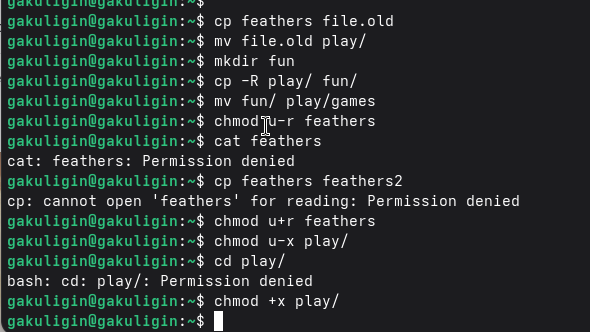 gakuligin@gakuligin:~$
gakuligin@gakuligin:~$ cp feathers file.old
gakuligin@gakuligin:~$ mv file.old play/
gakuligin@gakuligin:~$ mkdir fun
gakuligin@gakuligin:~$ cp -R play/ fun/
gakuligin@gakuligin:~$ mv fun/ play/games
gakuligin@gakuligin:~$ chmod u-r feathers
gakuligin@gakuligin:~$ cat feathers
cat: feathers: Permission denied
gakuligin@gakuligin:~$ cp feathers feathers2
cp: cannot open 'feathers' for reading: Permission denied
gakuligin@gakuligin:~$ chmod u+r feathers
gakuligin@gakuligin:~$ chmod u-x play/
gakuligin@gakuligin:~$ cd play/
bash: cd: play/: Permission denied
gakuligin@gakuligin:~$ chmod +x play/
gakuligin@gakuligin:~$